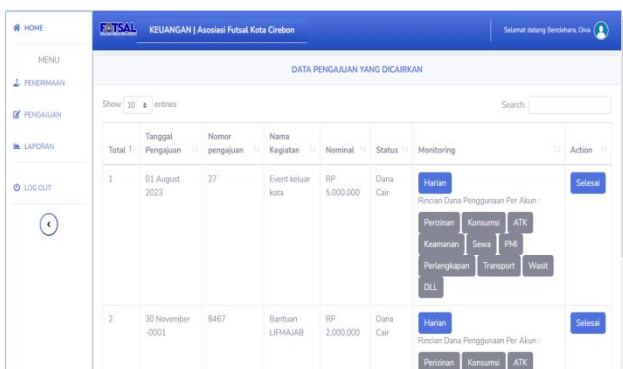 HOME
FUTSAL
KEUANGAN | Asosiasi Futsal Kota Cirebon
Selamat datang Bendahara, Diva
MENU
PENERIMAAN
PENGAJUAN
LAPORAN
LOG OUT
DATA PENGAJUAN YANG DICAIRKAN
Show 10 entries
Search:
Total
Tanggal Pengajuan
Nomor pengajuan
Nama Kegiatan
Nominal
Status
Monitoring
Action
1
01 August 2023
27
Event keluar kota
RP 5.000.000
Dana Cair
Harian
Rincian Dana Penggunaan Per Akun :
Perizinan Konsumsi ATK
Keamanan Sewa PMI
Perlengkapan Transport Wasit
DLL
Selesai
2
30 November -0001
8467
Bantuan LIFMAJAB
RP 2.000.000
Dana Cair
Harian
Rincian Dana Penggunaan Per Akun :
Perizinan Konsumsi ATK
Selesai